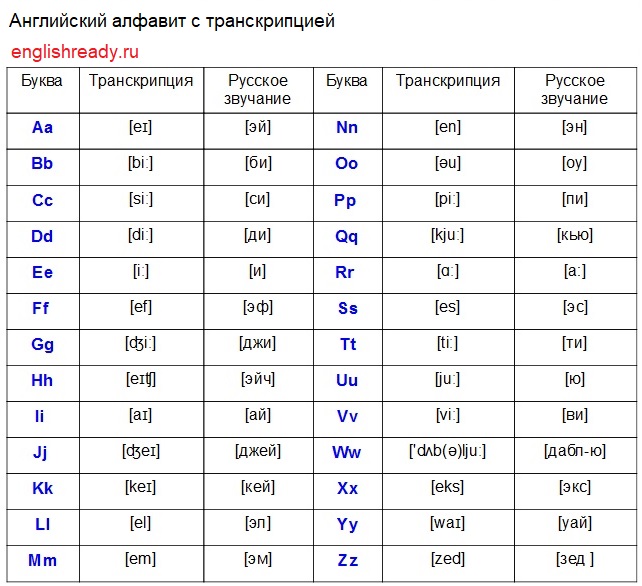 Английский алфавит с транскрипцией
englishready.ru
Буква Транскрипция Русское звучание Буква Транскрипция Русское звучание
Aa [eɪ] [эй] Nn [en] [эн]
Bb [biː] [би] Oo [əu] [оу]
Cc [siː] [си] Pp [piː] [пи]
Dd [diː] [ди] Qq [kjuː] [кью]
Ee [iː] [и] Rr [ɑː] [а:]
Ff [ef] [эф] Ss [es] [эс]
Gg [ʤiː] [джи] Tt [tiː] [ти]
Hh [eɪʧ] [эйч] Uu [juː] [ю]
Ii [aɪ] [ай] Vv [viː] [ви]
Jj [ʤeɪ] [джей] Ww ['dʌb(ə)ljuː] [дабл-ю]
Kk [keɪ] [кей] Xx [eks] [экс]
Ll [el] [эл] Yy [waɪ] [уай]
Mm [em] [эм] Zz [zed] [зед ]